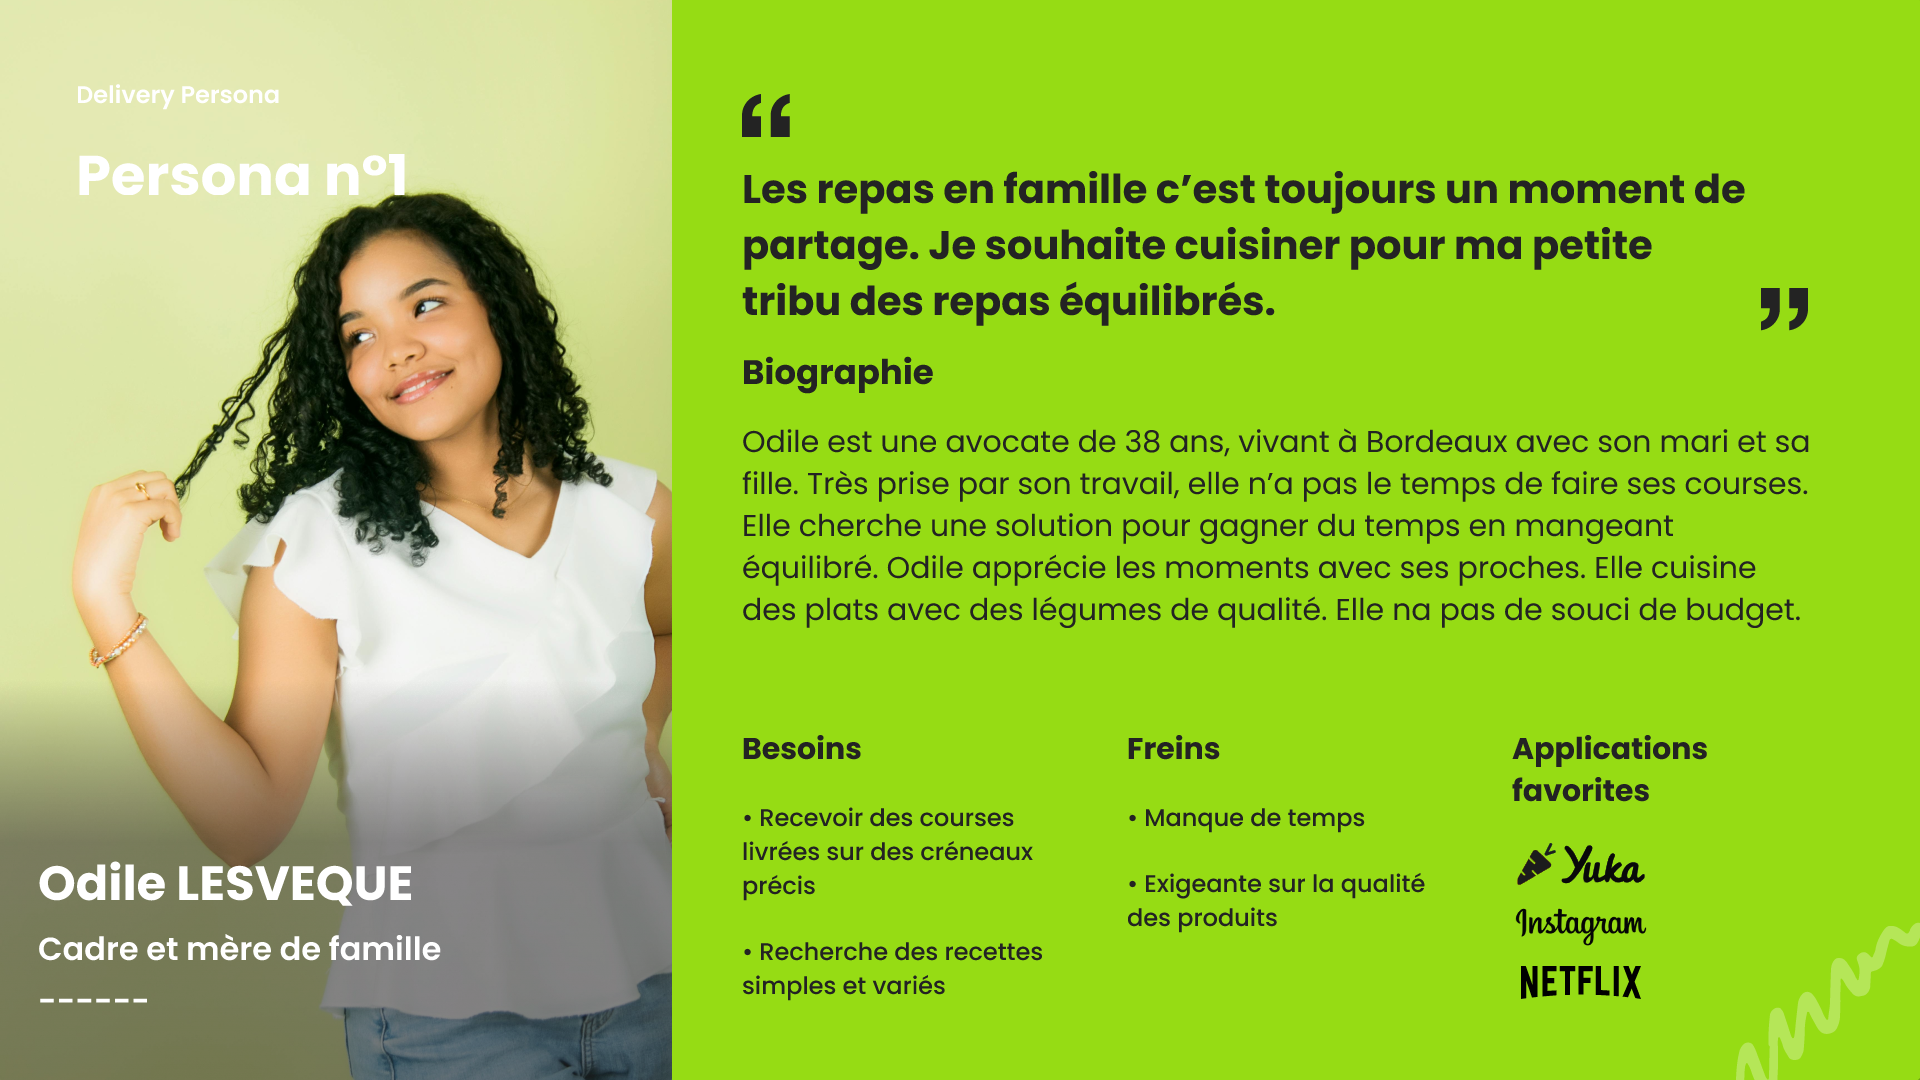 Delivery Persona
Persona n°1
Odile LESVEQUE
Cadre et mère de famille
------
“
Les repas en famille c’est toujours un moment de
partage. Je souhaite cuisiner pour ma petite
tribu des repas équilibrés.
”
Biographie
Odile est une avocate de 38 ans, vivant à Bordeaux avec son mari et sa
fille. Très prise par son travail, elle n’a pas le temps de faire ses courses.
Elle cherche une solution pour gagner du temps en mangeant
équilibré. Odile apprécie les moments avec ses proches. Elle cuisine
des plats avec des légumes de qualité. Elle na pas de souci de budget.
Besoins
• Recevoir des courses
livrées sur des créneaux
précis
• Recherche des recettes
simples et variés
Freins
• Manque de temps
• Exigeante sur la qualité
des produits
Applications
favorites
Yuka
Instagram
NETFLIX